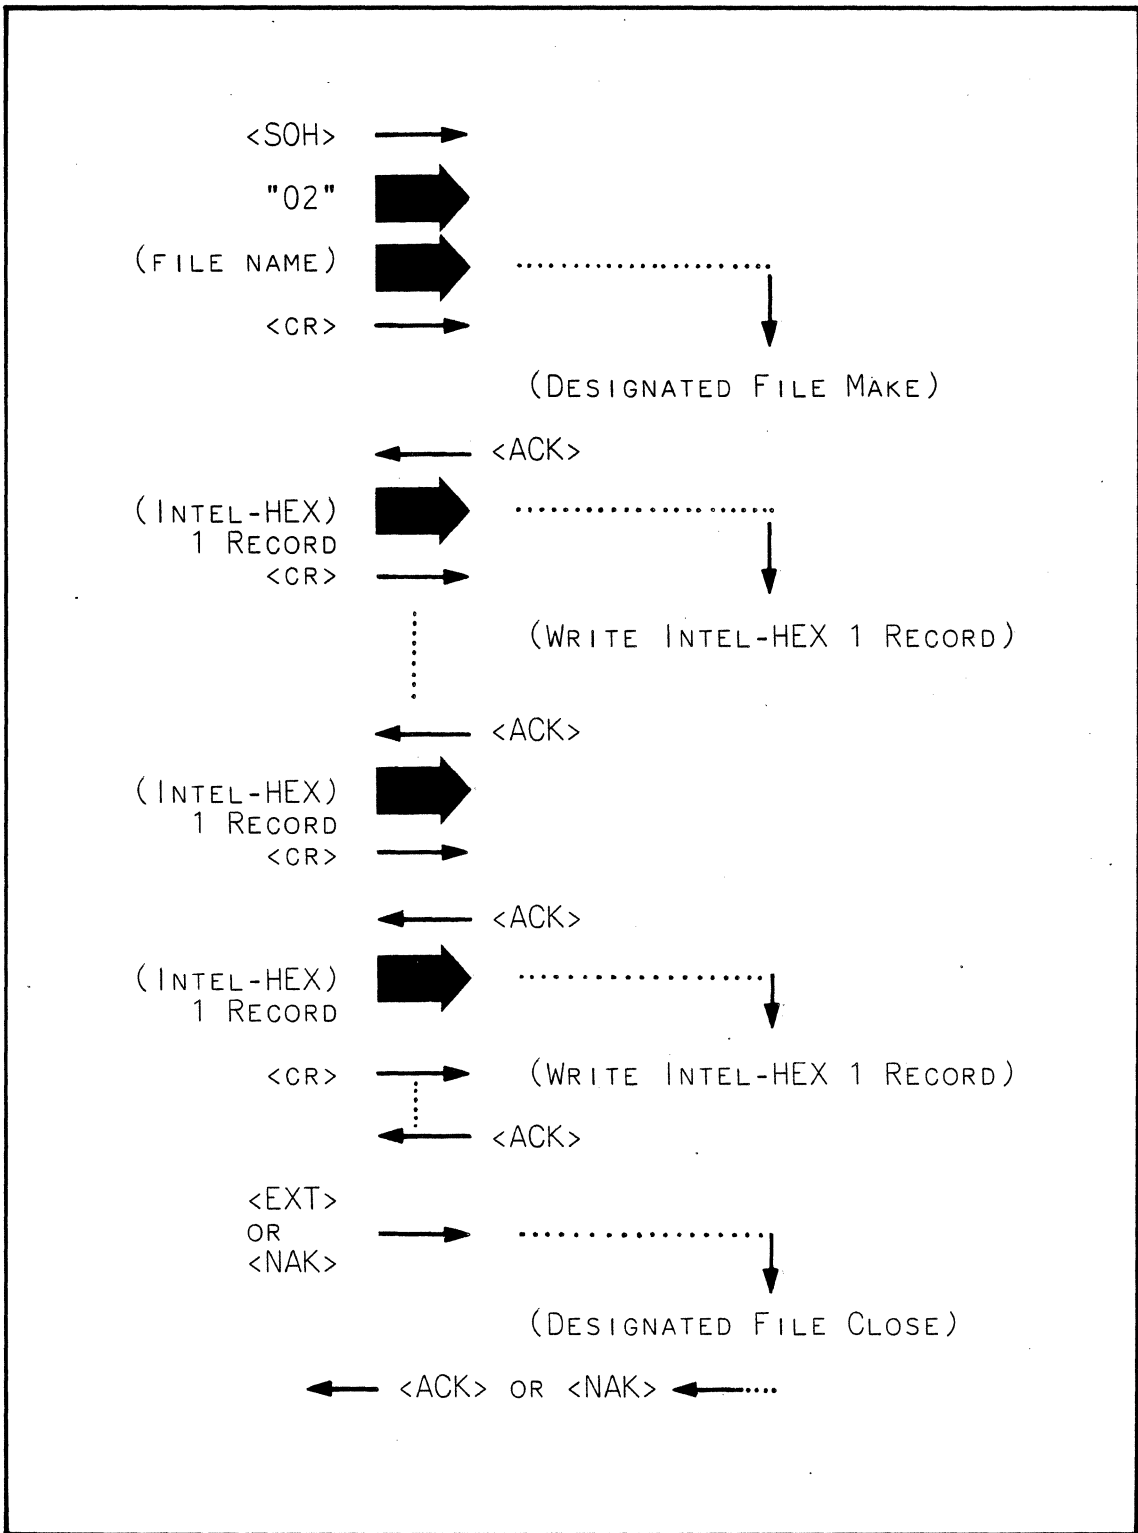 <SOH>
"02"
(FILE NAME)
<CR>
(DESIGNATED FILE MAKE)
<ACK>
(INTEL-HEX)
1 RECORD
<CR>
(WRITE INTEL-HEX 1 RECORD)
<ACK>
(INTEL-HEX)
1 RECORD
<CR>
<ACK>
(INTEL-HEX)
1 RECORD
<CR> (WRITE INTEL-HEX 1 RECORD)
<ACK>
<EXT>
OR
<NAK>
(DESIGNATED FILE CLOSE)
<ACK> OR <NAK>